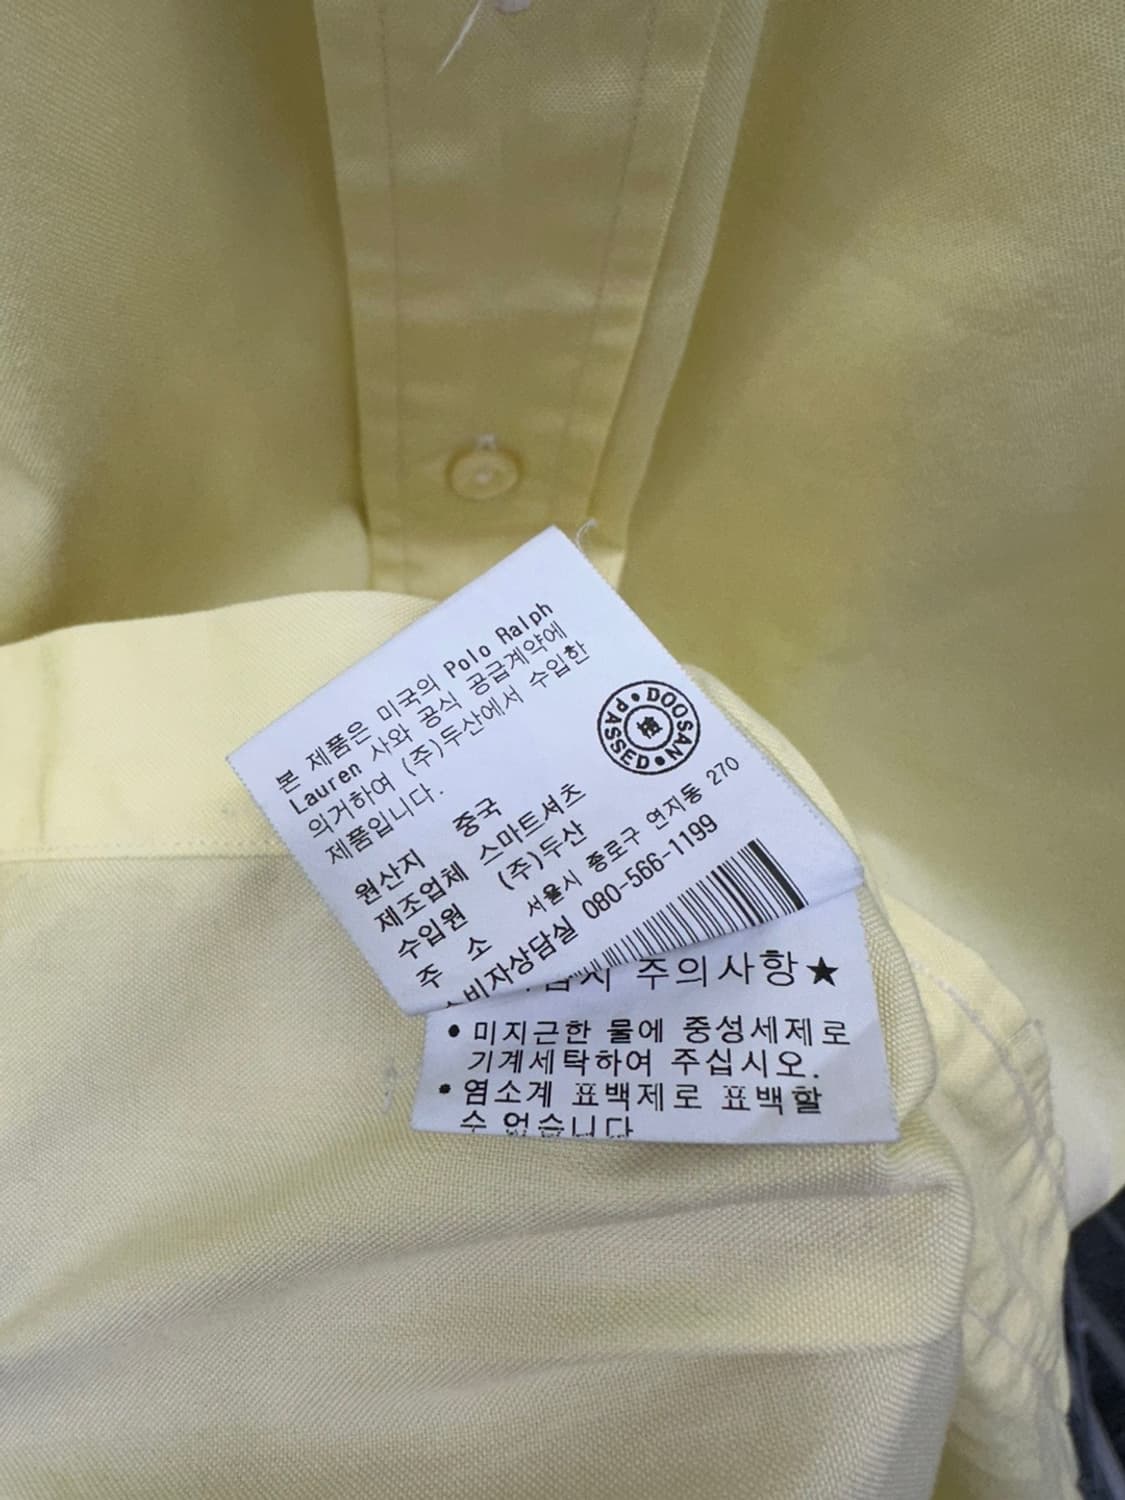 본 제품은 미국의 Polo Ralph
Lauren 사와 공식 공급계약에
의거하여 (주)두산에서 수입한
제품입니다.
DOOSAN
PASSED
원산지 중국
제조업체 스마트셔츠
수입원 (주)두산
주 소 서울시 종로구 연지동 270
소비자상담실 080-566-1199
주의사항★
• 미지근한 물에 중성세제로
기계세탁하여 주십시오.
• 염소계 표백제로 표백할
수 없습니다